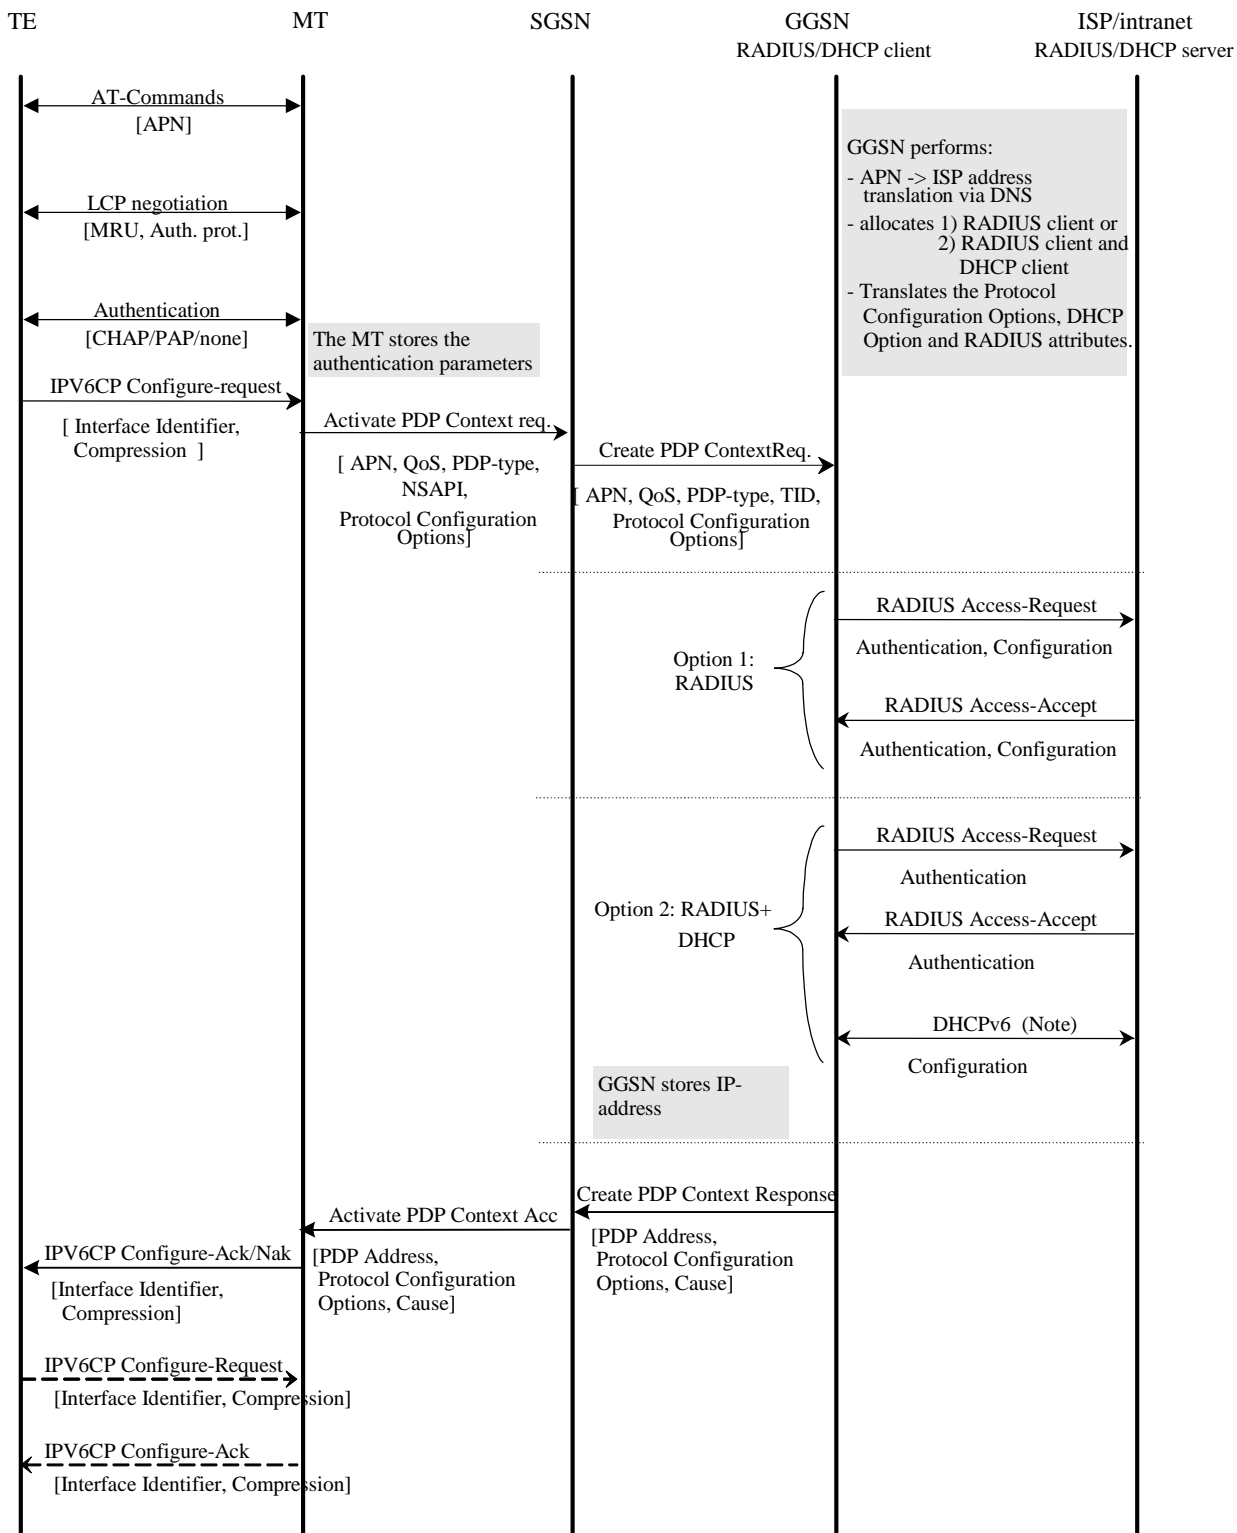 TE
MT
SGSN
GGSN
ISP/intranet
RADIUS/DHCP client
RADIUS/DHCP server
AT-Commands
[APN]
GGSN performs:
- APN -> ISP address
translation via DNS
- allocates 1) RADIUS client or
2) RADIUS client and
DHCP client
- Translates the Protocol
Configuration Options, DHCP
Option and RADIUS attributes.
LCP negotiation
[MRU, Auth. prot.]
Authentication
[CHAP/PAP/none]
The MT stores the
authentication parameters
IPV6CP Configure-request
[ Interface Identifier,
Compression ]
Activate PDP Context req.
[ APN, QoS, PDP-type,
NSAPI,
Protocol Configuration
Options]
Create PDP ContextReq.
[ APN, QoS, PDP-type, TID,
Protocol Configuration
Options]
Option 1:
RADIUS
RADIUS Access-Request
Authentication, Configuration
RADIUS Access-Accept
Authentication, Configuration
Option 2: RADIUS+
DHCP
RADIUS Access-Request
Authentication
RADIUS Access-Accept
Authentication
DHCPv6 (Note)
Configuration
GGSN stores IP-
address
Create PDP Context Response
[PDP Address,
Protocol Configuration
Options, Cause]
Activate PDP Context Acc
[PDP Address,
Protocol Configuration
Options, Cause]
IPV6CP Configure-Ack/Nak
[Interface Identifier,
Compression]
IPV6CP Configure-Request
[Interface Identifier, Compression]
IPV6CP Configure-Ack
[Interface Identifier, Compression]